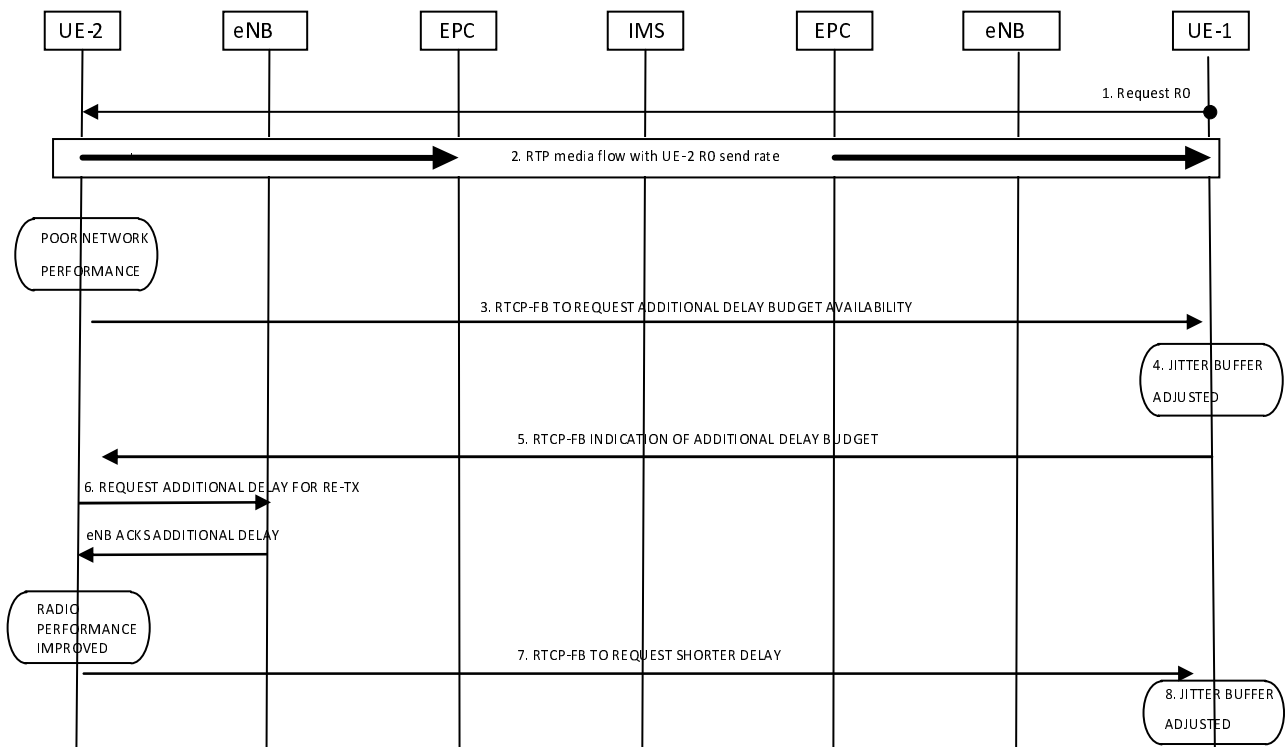 UE-2
eNB
EPC
IMS
EPC
eNB
UE-1
1. Request R0
2. RTP media flow with UE-2 R0 send rate
POOR NETWORK
PERFORMANCE
3. RTCP-FB TO REQUEST ADDITIONAL DELAY BUDGET AVAILABILITY
4. JITTER BUFFER
ADJUSTED
5. RTCP-FB INDICATION OF ADDITIONAL DELAY BUDGET
6. REQUEST ADDITIONAL DELAY FOR RE-TX
eNB ACKS ADDITIONAL DELAY
RADIO
PERFORMANCE
IMPROVED
7. RTCP-FB TO REQUEST SHORTER DELAY
8. JITTER BUFFER
ADJUSTED